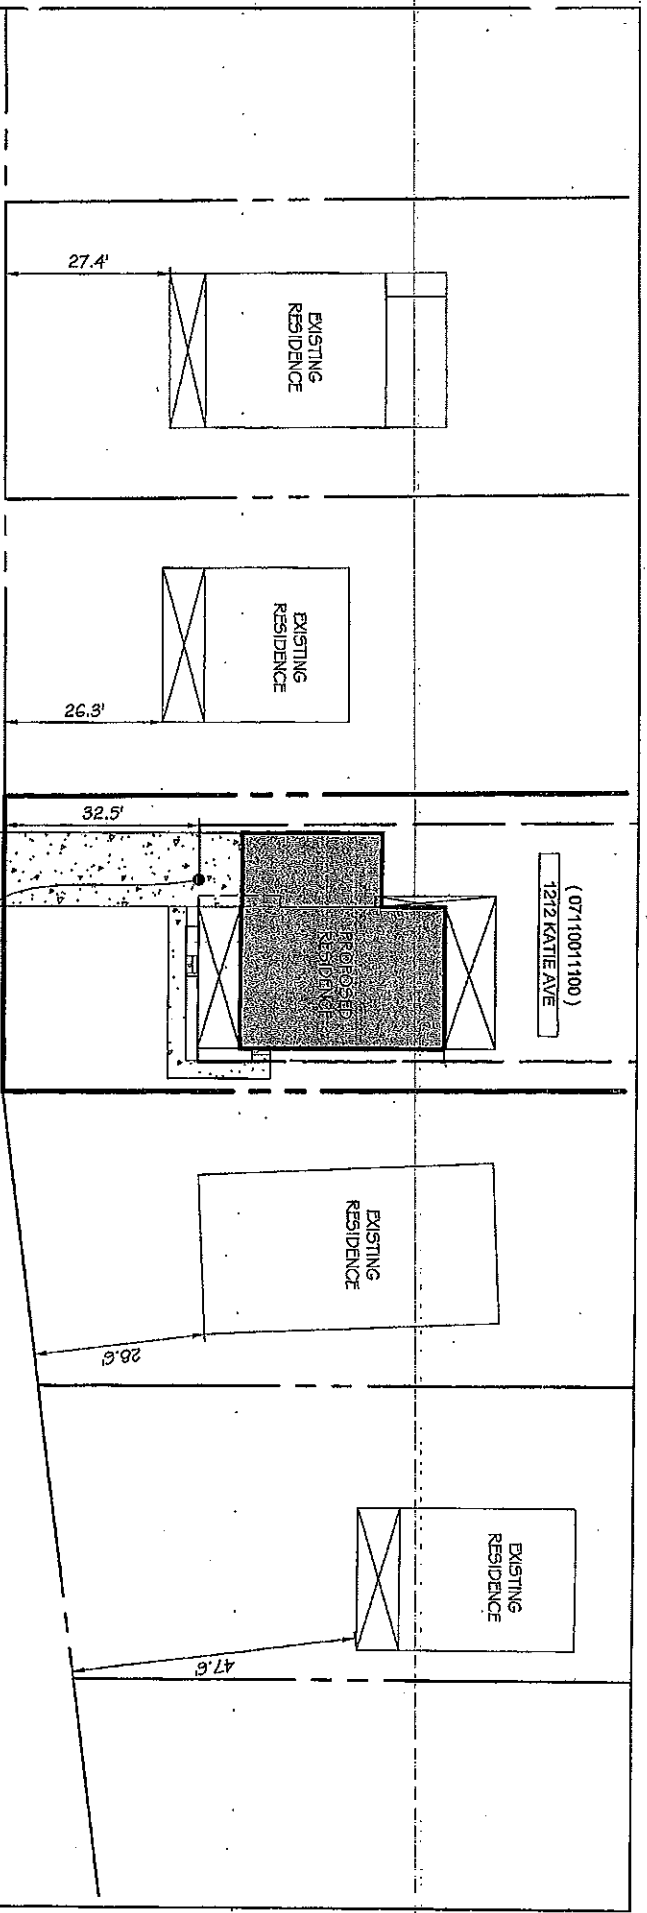 27.4'
EXISTING
RESIDENCE
EXISTING
RESIDENCE
26.3'
32.5'
( 07110011100 )
1212 KATIE AVE
PROPOSED
RESIDENCE
EXISTING
RESIDENCE
28.6'
EXISTING
RESIDENCE
47.6'